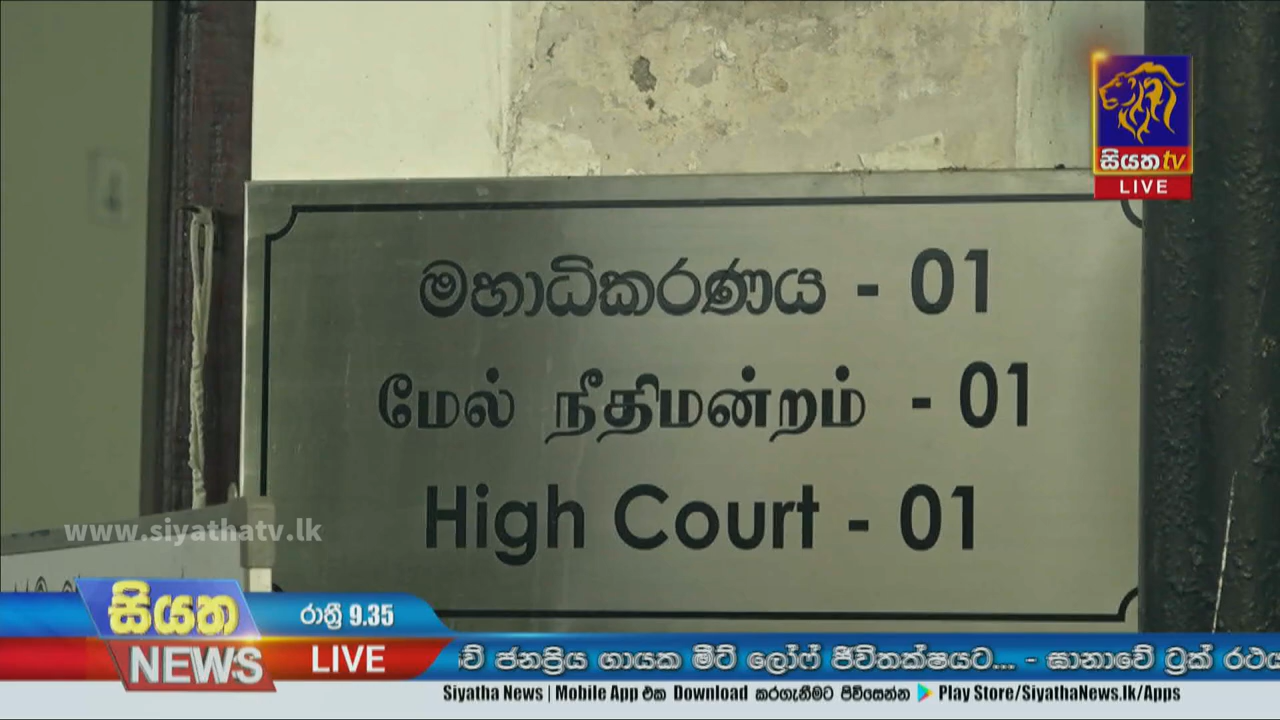 සියත tv
LIVE
මහාධිකරණය - 01
மேல் நீதிமன்றம் - 01
High Court - 01
www.siyathatv.lk
සියත
NEWS
රාත්‍රී 9.35
LIVE
ජනප්‍රිය ගායක මීට් ලෝෆ් ජීවිතක්ෂයට... - ඝානාවේ ට්‍රක් රථය
Siyatha News | Mobile App එක Download කරගැනීමට පිවිසෙන්න Play Store/SiyathaNews.lk/Apps